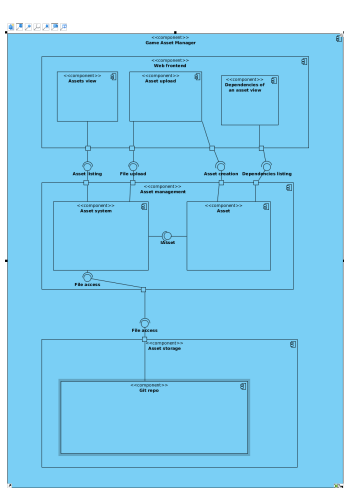 <<component>>
Game Asset Manager
<<component>>
Web frontend
<<component>>
Assets view
<<component>>
Asset upload
<<component>>
Dependencies of
an asset view
Asset listing
File upload
Asset creation
Dependencies listing
<<component>>
Asset management
<<component>>
Asset system
<<component>>
Asset
IAsset
File access
File access
<<component>>
Asset storage
<<component>>
Git repo